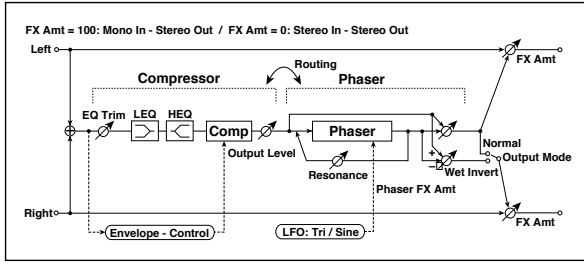 FX Amt = 100: Mono In - Stereo Out / FX Amt = 0: Stereo In - Stereo Out
Left
FX Amt
Routing
Compressor
Phaser
EQ Trim
LEQ
HEQ
Comp
Phaser
Normal
Output Mode
Output Level
+
−
Wet Invert
Resonance
Phaser FX Amt
Right
FX Amt
Envelope - Control
LFO: Tri / Sine